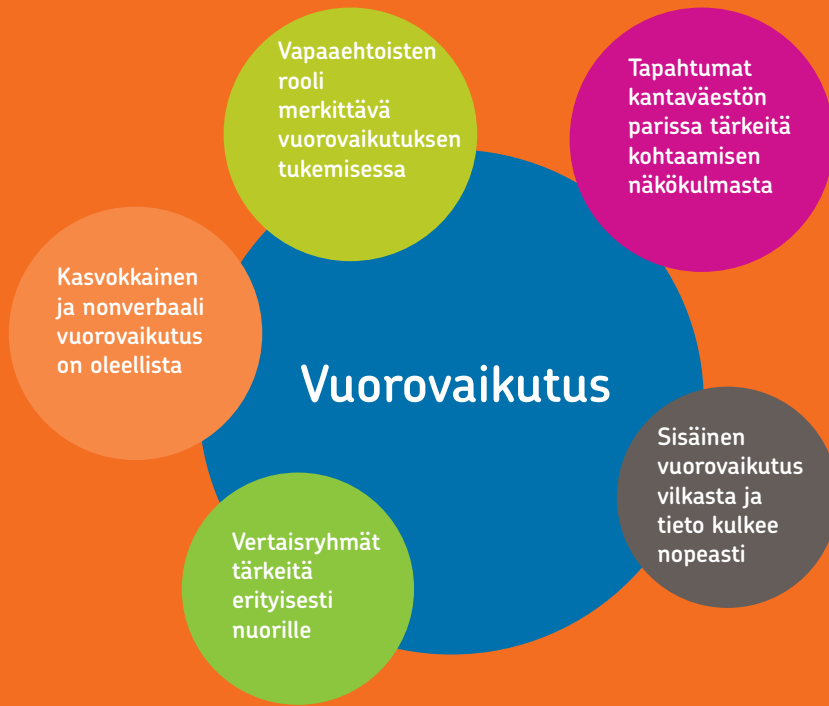 Vapaaehtoisten
rooli
merkittävä
vuorovaikutuksen
tukemisessa
Tapahtumat
kantaväestön
parissa tärkeitä
kohtaamisen
näkökulmasta
Kasvokkainen
ja nonverbaali
vuorovaikutus
on oleellista
Vuorovaikutus
Sisäinen
vuorovaikutus
vilkasta ja
tieto kulkee
nopeasti
Vertaisryhmät
tärkeitä
erityisesti
nuorille